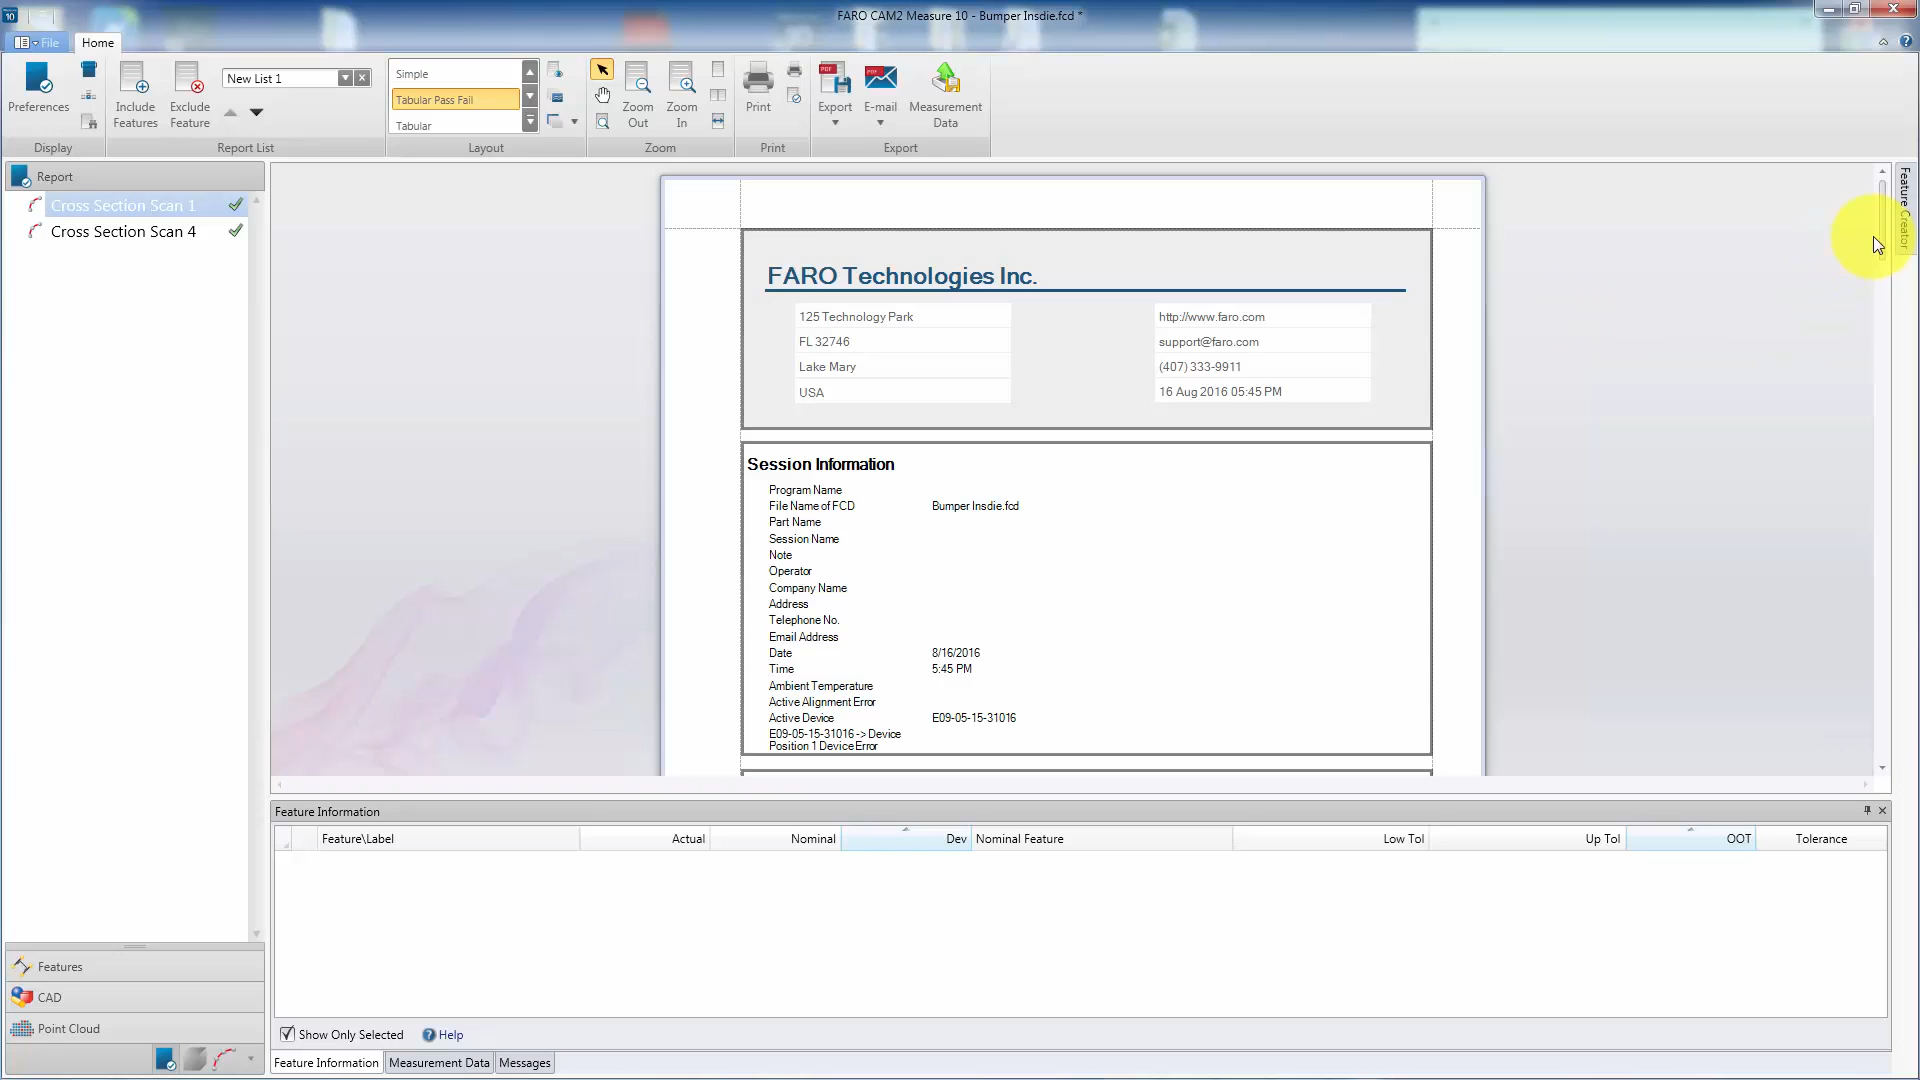 FARO CAM2 Measure 10 - Bumper Insdie.fcd *
File
Home
Preferences
Include Features
Exclude Feature
New List 1
Simple
Tabular Pass Fail
Tabular
Zoom Out
Zoom In
Print
Export
E-mail
Measurement Data
Display
Report List
Layout
Zoom
Print
Export
Report
Cross Section Scan 1
Cross Section Scan 4
Feature Creator
FARO Technologies Inc.
125 Technology Park
http://www.faro.com
FL 32746
support@faro.com
Lake Mary
(407) 333-9911
USA
16 Aug 2016 05:45 PM
Session Information
Program Name
File Name of FCD Bumper Insdie.fcd
Part Name
Session Name
Note
Operator
Company Name
Address
Telephone No.
Email Address
Date 8/16/2016
Time 5:45 PM
Ambient Temperature
Active Alignment Error
Active Device E09-05-15-31016
E09-05-15-31016 -> Device
Position 1 Device Error
Feature Information
Feature\Label Actual Nominal Dev Nominal Feature Low Tol Up Tol OOT Tolerance
Features
CAD
Point Cloud
Show Only Selected
Help
Feature Information
Measurement Data
Messages